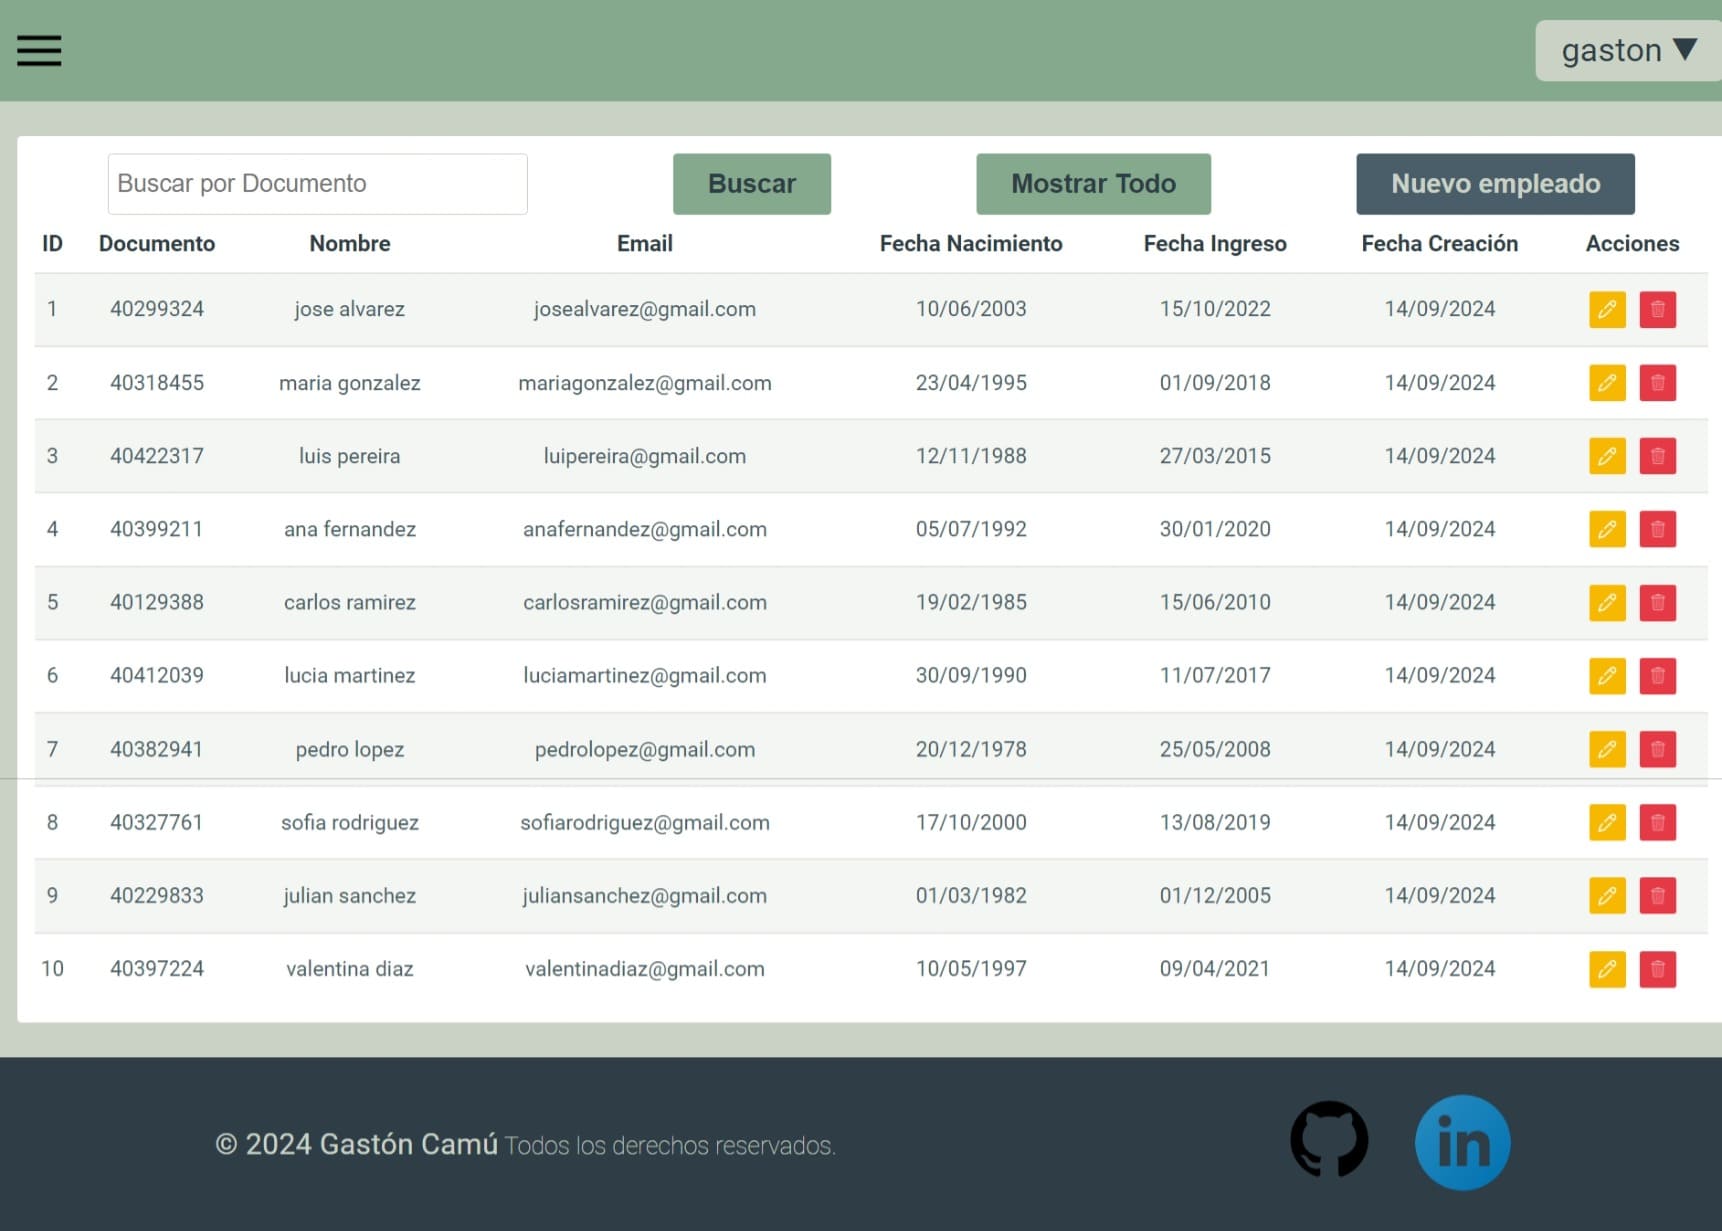 gaston ▼
Buscar por Documento Buscar Mostrar Todo Nuevo empleado
ID Documento Nombre Email Fecha Nacimiento Fecha Ingreso Fecha Creación Acciones
1 40299324 jose alvarez josealvarez@gmail.com 10/06/2003 15/10/2022 14/09/2024
2 40318455 maria gonzalez mariagonzalez@gmail.com 23/04/1995 01/09/2018 14/09/2024
3 40422317 luis pereira luipereira@gmail.com 12/11/1988 27/03/2015 14/09/2024
4 40399211 ana fernandez anafernandez@gmail.com 05/07/1992 30/01/2020 14/09/2024
5 40129388 carlos ramirez carlosramirez@gmail.com 19/02/1985 15/06/2010 14/09/2024
6 40412039 lucia martinez luciamartinez@gmail.com 30/09/1990 11/07/2017 14/09/2024
7 40382941 pedro lopez pedrolopez@gmail.com 20/12/1978 25/05/2008 14/09/2024
8 40327761 sofia rodriguez sofiarodriguez@gmail.com 17/10/2000 13/08/2019 14/09/2024
9 40229833 julian sanchez juliansanchez@gmail.com 01/03/1982 01/12/2005 14/09/2024
10 40397224 valentina diaz valentinadiaz@gmail.com 10/05/1997 09/04/2021 14/09/2024
© 2024 Gastón Camú Todos los derechos reservados.
in